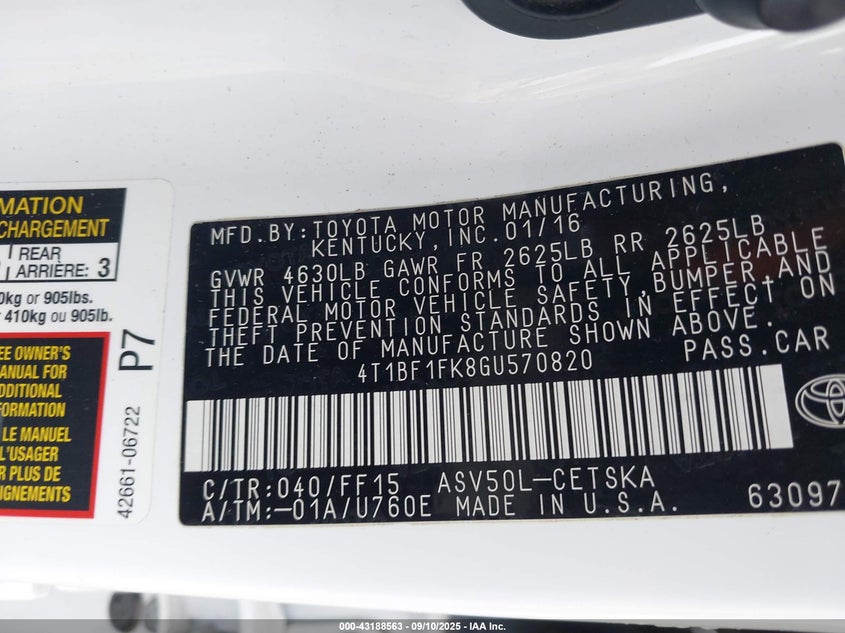 MATION
CHARGEMENT
REAR
ARRIÈRE: 3
0kg or 905lbs.
410kg ou 905lb.
EE OWNER'S
ANUAL FOR
ADDITIONAL
FORMATION
LE MANUEL
L'USAGER
R PLUS DE
IGNEMENTS
P7
42661-06722
MFD.BY:TOYOTA MOTOR MANUFACTURING,
KENTUCKY, INC.01/16
GVWR 4630LB GAWR FR 2625LB RR 2625LB
THIS VEHICLE CONFORMS TO ALL APPLICABLE
FEDERAL MOTOR VEHICLE SAFETY,BUMPER,AND
THEFT PREVENTION STANDARDS IN EFFECT ON
THE DATE OF MANUFACTURE SHOWN ABOVE.
4T1BF1FK8GU570820 PASS.CAR
C/TR:040/FF15 ASV50L-CETSKA
A/TM:-01A/U760E MADE IN U.S.A. 63097
000-43188563 - 09/10/2025 - IAA Inc.